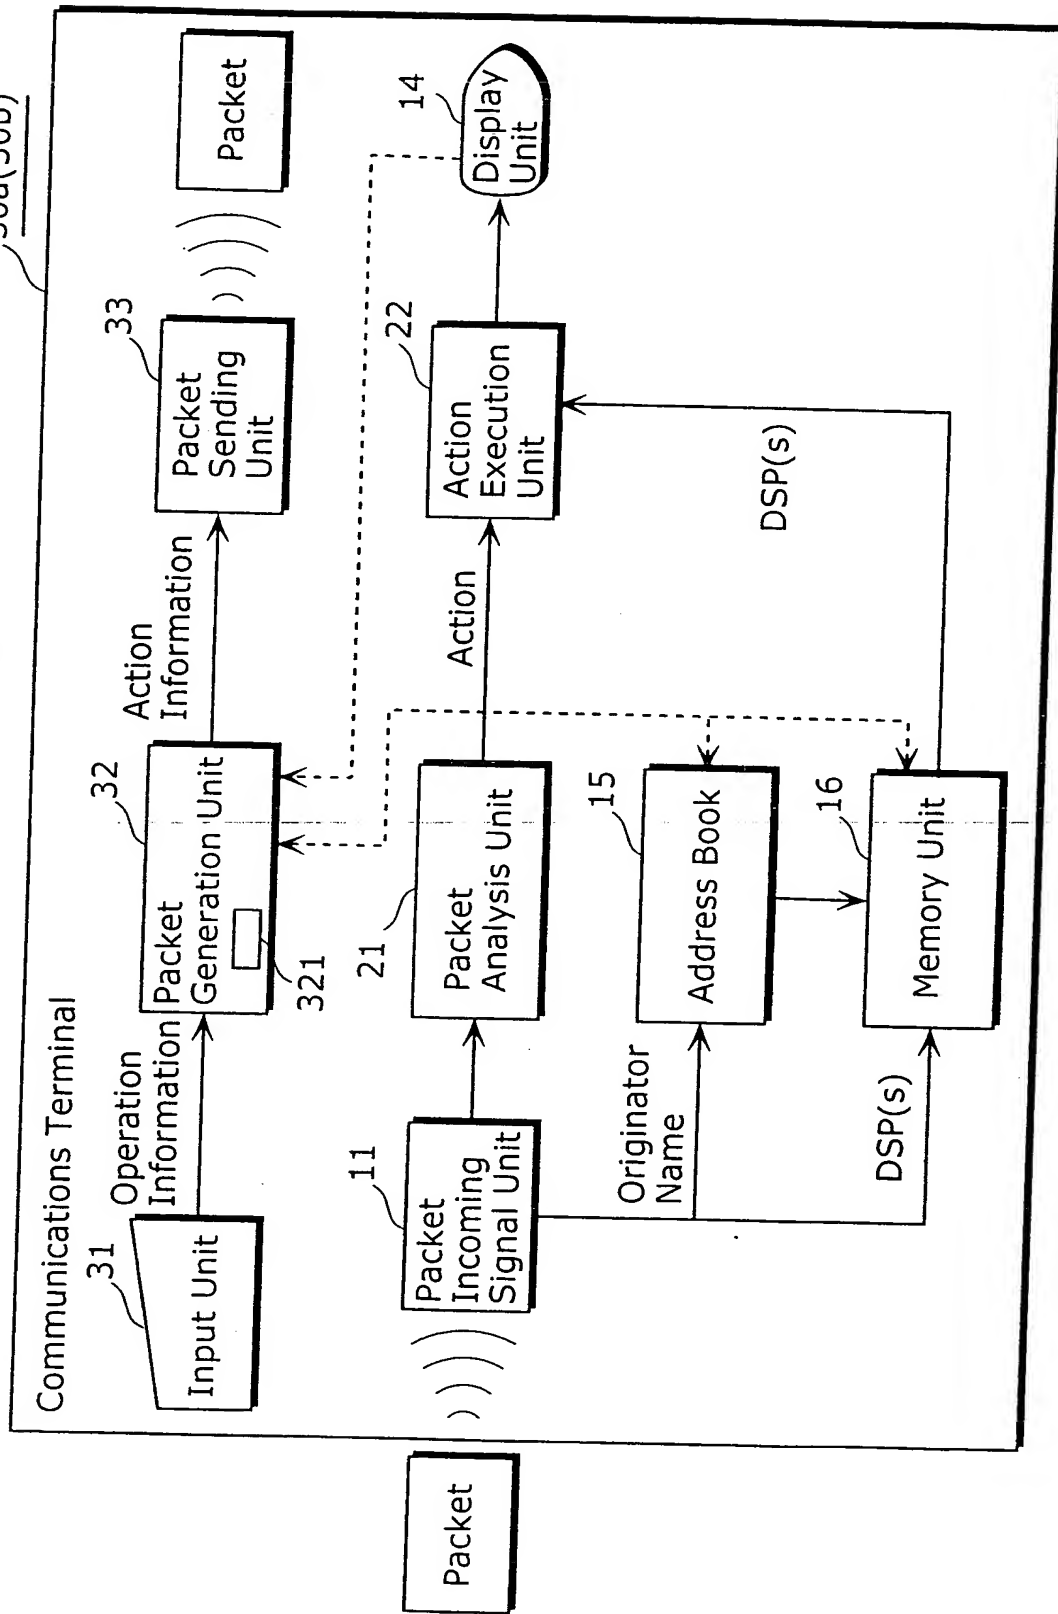 Communications Terminal
31
Input Unit
Operation
Information
32
Packet
Generation Unit
321
Action
Information
33
Packet
Sending
Unit
Packet
Packet
11
Packet
Incoming
Signal Unit
21
Packet
Analysis Unit
Action
22
Action
Execution
Unit
14
Display
Unit
Originator
Name
15
Address Book
DSP(s)
16
Memory Unit
DSP(s)